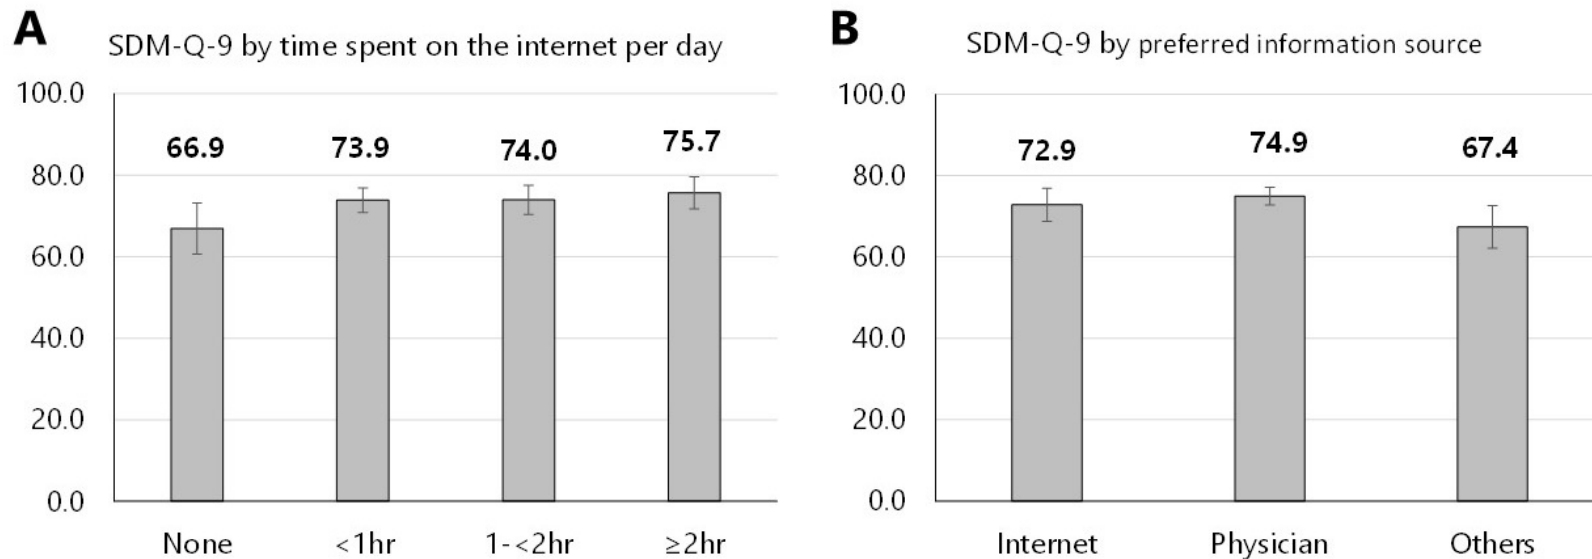 A
SDM-Q-9 by time spent on the internet per day
100.0
80.0
60.0
40.0
20.0
0.0
66.9
73.9
74.0
75.7
None
<1hr
1-<2hr
≥2hr
B
SDM-Q-9 by preferred information source
100.0
80.0
60.0
40.0
20.0
0.0
72.9
74.9
67.4
Internet
Physician
Others